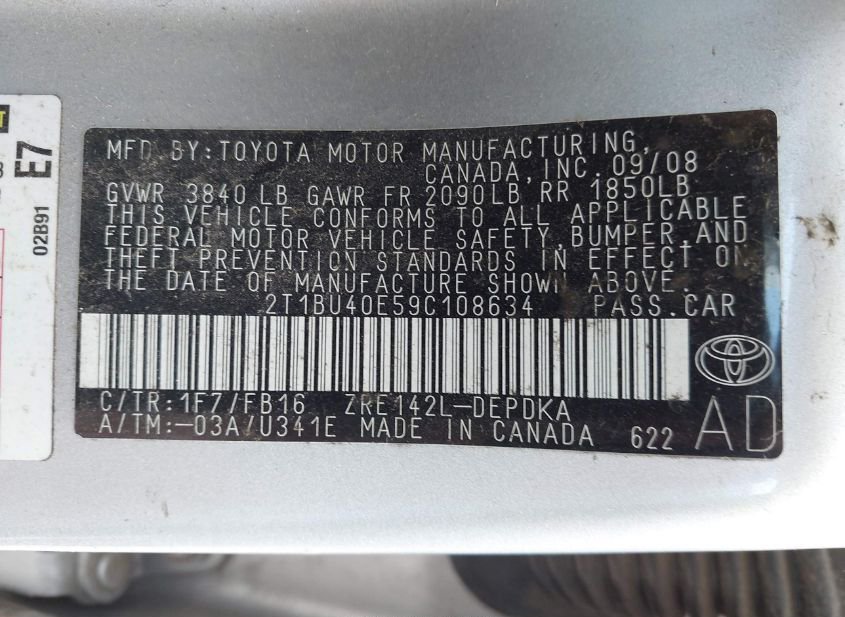 MFD BY:TOYOTA MOTOR MANUFACTURING,
CANADA,INC.09/08
GVWR 3840 LB GAWR FR 2090LB RR 1850LB
THIS VEHICLE CONFORMS TO ALL APPLICABLE
FEDERAL MOTOR VEHICLE SAFETY,BUMPER,AND
THEFT PREVENTION STANDARDS IN EFFECT ON
THE DATE OF MANUFACTURE SHOWN ABOVE.
2T1BU40E59C108634 PASS.CAR
C/TR:1F7/FB16 ZRE142L-DEPDKA
A/TM:-03A/U341E MADE IN CANADA 622
AD
E7
02B91